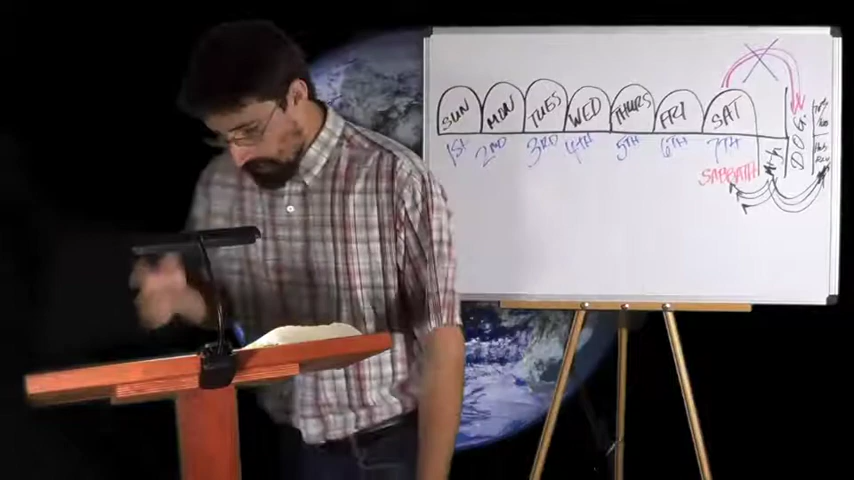 SUN MON TUES WED THURS FRI SAT
1ST 2ND 3RD 4TH 5TH 6TH 7TH
SABBATH
D.O.G.